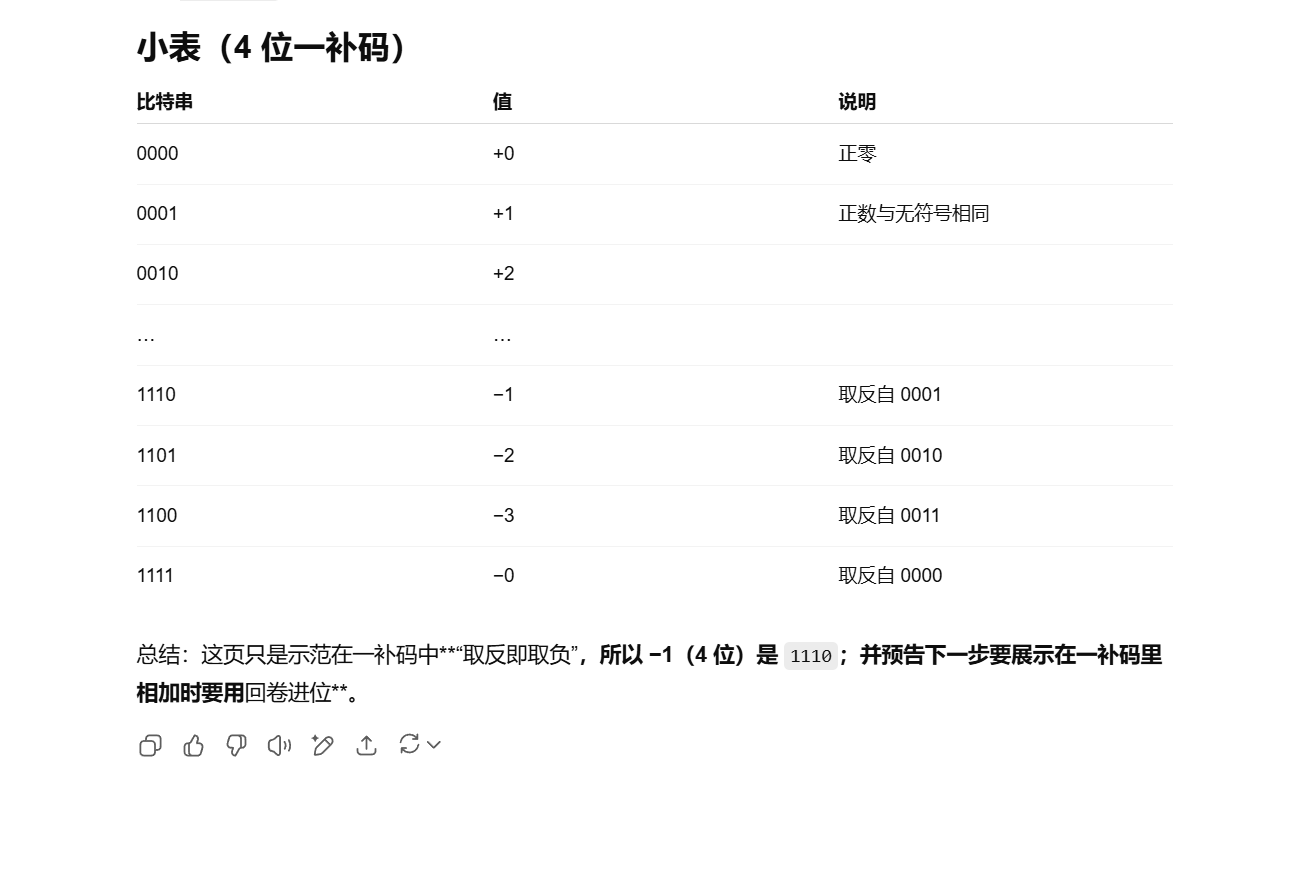 小表（4 位一补码）
比特串 值 说明
0000 +0 正零
0001 +1 正数与无符号相同
0010 +2
… …
1110 −1 取反自 0001
1101 −2 取反自 0010
1100 −3 取反自 0011
1111 −0 取反自 0000
总结：这页只是示范在一补码中**“取反即取负”，所以 −1（4 位）是 1110；并预告下一步要展示在一补码里
相加时要用回卷进位**。